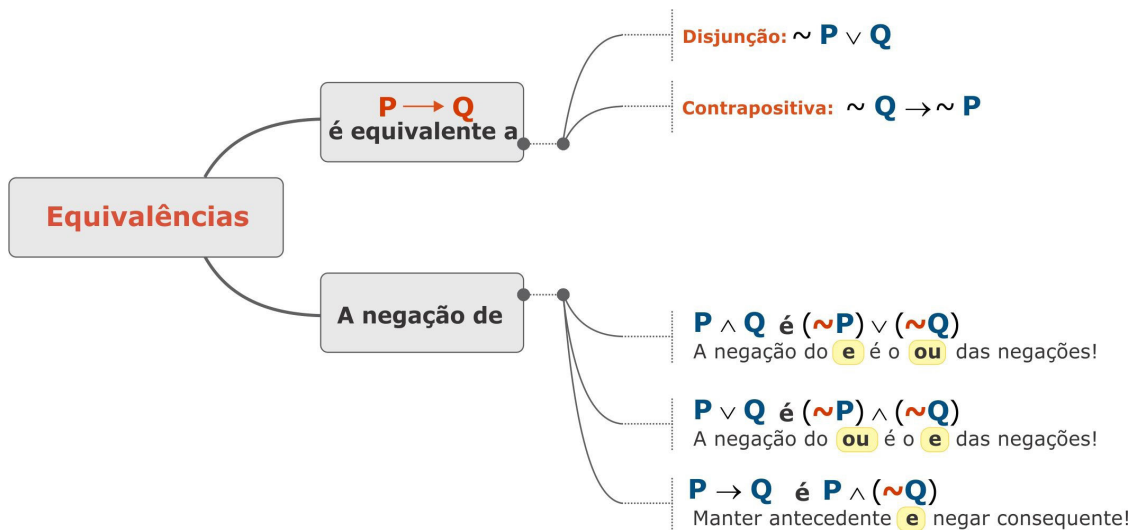 Equivalências
P → Q
é equivalente a
Disjunção: ~ P ∨ Q
Contrapositiva: ~ Q → ~ P
A negação de
P ∧ Q é (~P) ∨ (~Q)
A negação do e é o ou das negações!
P ∨ Q é (~P) ∧ (~Q)
A negação do ou é o e das negações!
P → Q é P ∧ (~Q)
Manter antecedente e negar consequente!